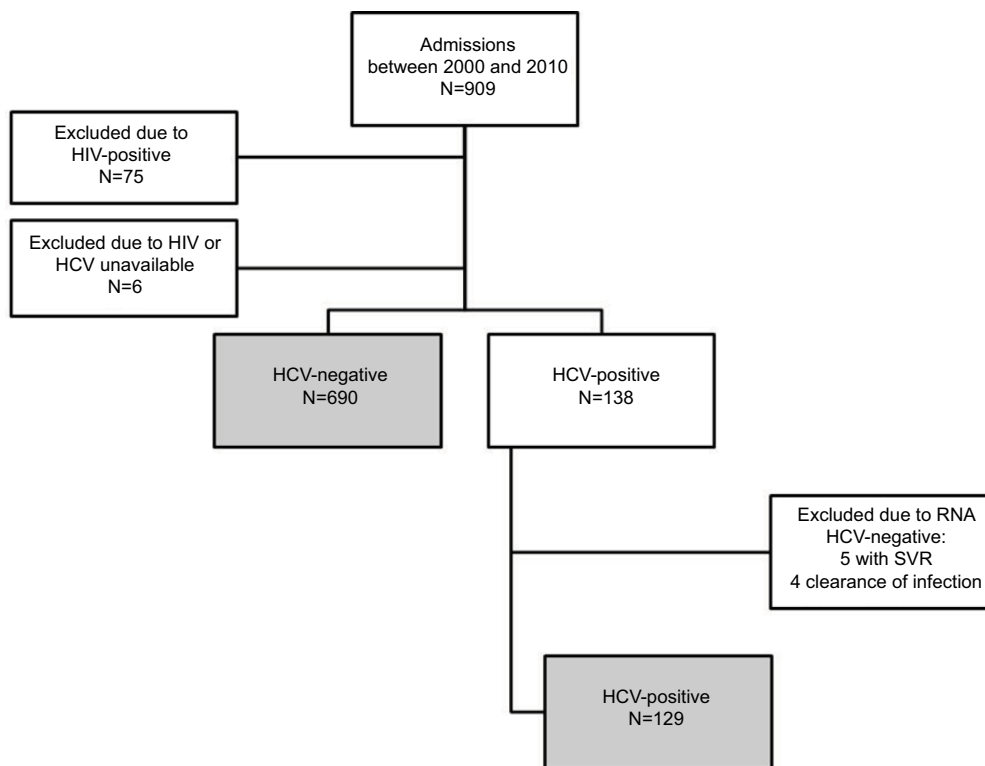 Admissions
between 2000 and 2010
N=909
Excluded due to
HIV-positive
N=75
Excluded due to HIV or
HCV unavailable
N=6
HCV-negative
N=690
HCV-positive
N=138
Excluded due to RNA
HCV-negative:
5 with SVR
4 clearance of infection
HCV-positive
N=129